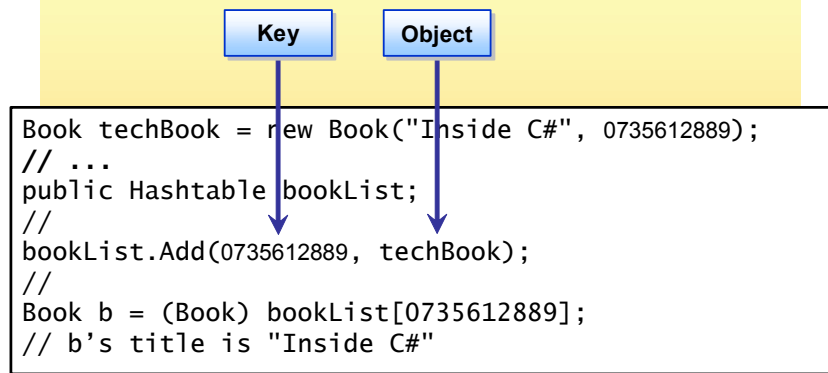 Key Object
Book techBook = new Book("Inside C#", 0735612889);
// ...
public Hashtable bookList;
//
bookList.Add(0735612889, techBook);
//
Book b = (Book) bookList[0735612889];
// b’s title is "Inside C#"